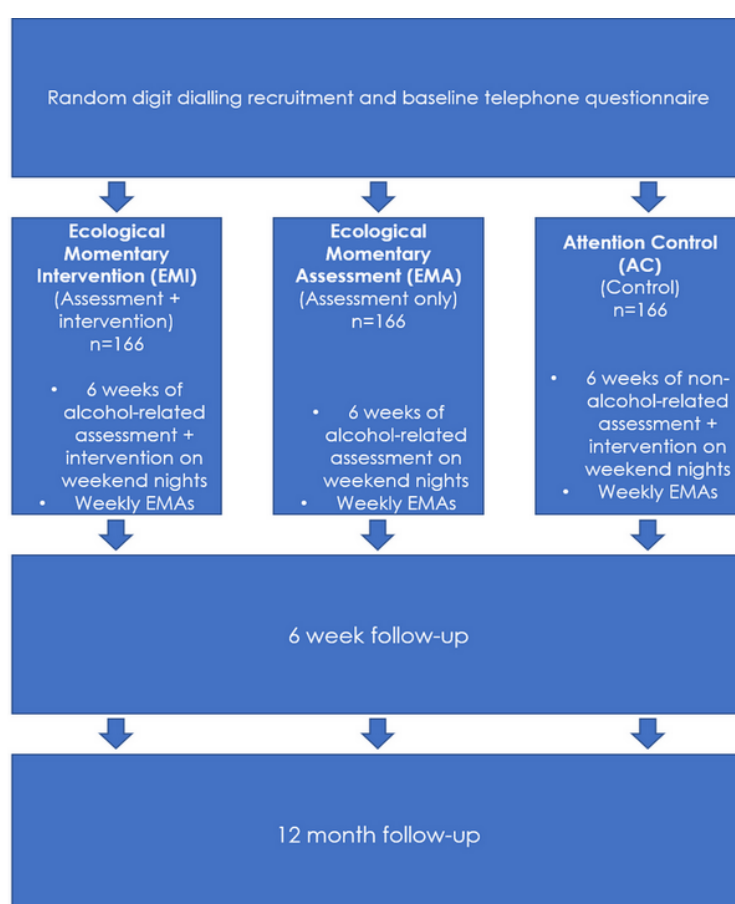 Random digit dialling recruitment and baseline telephone questionnaire
Ecological
Momentary
Intervention (EMI)
(Assessment +
intervention)
n=166
• 6 weeks of
alcohol-related
assessment +
intervention on
weekend nights
• Weekly EMAs
Ecological
Momentary
Assessment (EMA)
(Assessment only)
n=166
• 6 weeks of
alcohol-related
assessment on
weekend nights
• Weekly EMAs
Attention Control
(AC)
(Control)
n=166
• 6 weeks of non-
alcohol-related
assessment +
intervention on
weekend nights
• Weekly EMAs
6 week follow-up
12 month follow-up